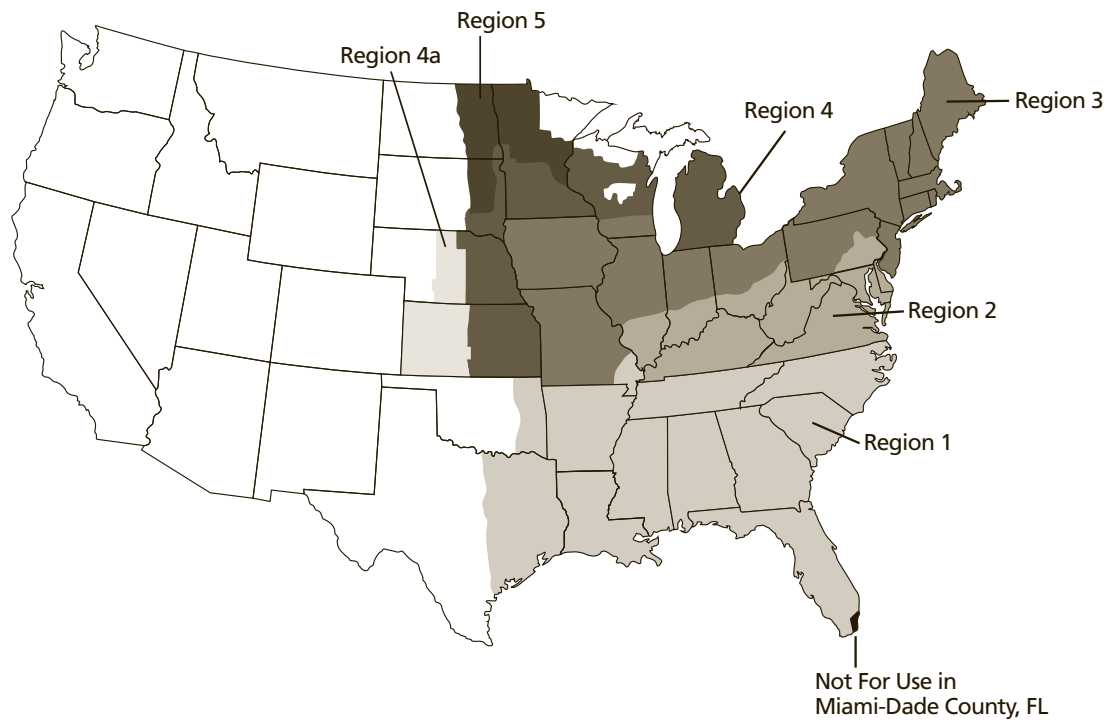 Region 5
Region 4a
Region 4
Region 3
Region 2
Region 1
Not For Use in
Miami-Dade County, FL